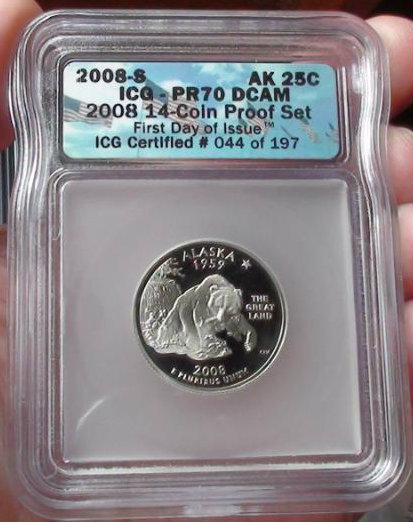 2008-S AK 25C
ICG - PR70 DCAM
2008 14-Coin Proof Set
First Day of Issue™
ICG Certified # 044 of 197
ALASKA
1959
THE
GREAT
LAND
2008
E PLURIBUS UNUM